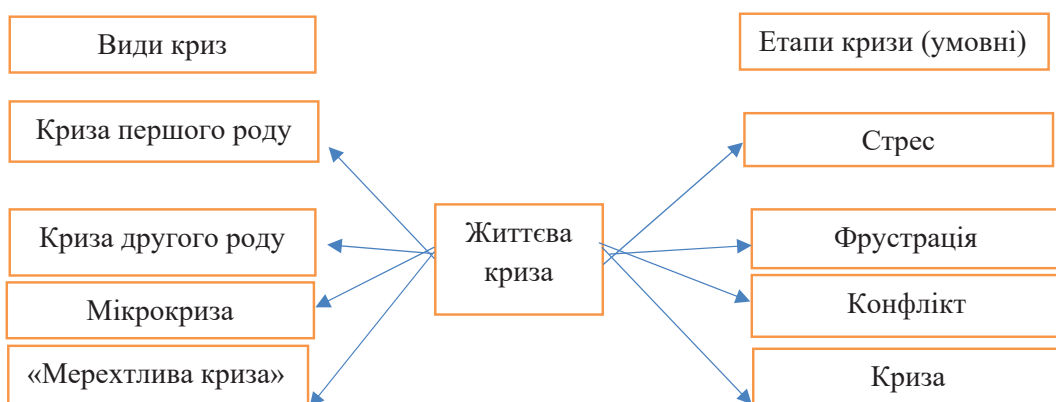 Види криз
Етапи кризи (умовні)
Криза першого роду
Стрес
Життєва
криза
Криза другого роду
Фрустрація
Мікрокриза
Конфлікт
«Мерехтлива криза»
Криза